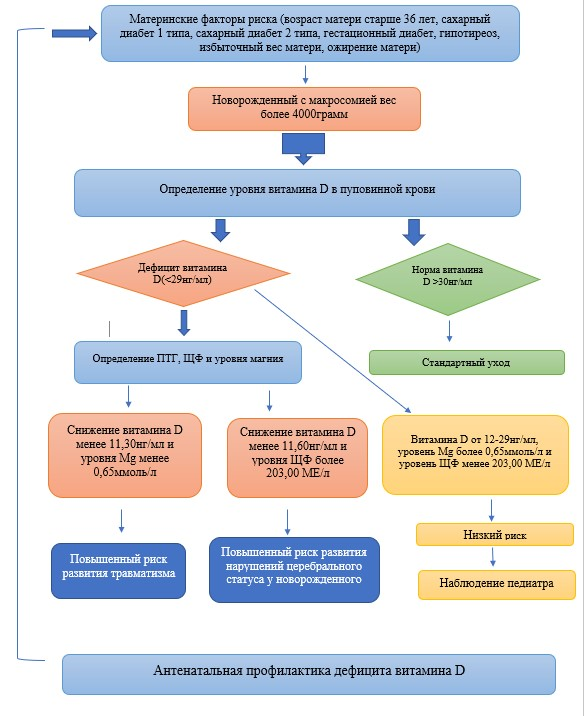 Материнские факторы риска (возраст матери старше 36 лет, сахарный
диабет 1 типа, сахарный диабет 2 типа, гестационный диабет, гипотиреоз,
избыточный вес матери, ожирение матери)
Новорожденный с макросомией вес
более 4000грамм
Определение уровня витамина D в пуповинной крови
Дефицит витамина
D(<29нг/мл)
Норма витамина
D >30нг/мл
Определение ПТГ, ЩФ и уровня магния
Стандартный уход
Снижение витамина D
менее 11,30нг/мл и
уровня Mg менее
0,65ммоль/л
Снижение витамина D
менее 11,60нг/мл и
уровня ЩФ более
203,00 МЕ/л
Витамина D от 12-29нг/мл,
уровень Mg более 0,65ммоль/л и
уровень ЩФ менее 203,00 МЕ/л
Повышенный риск
развития травматизма
Повышенный риск развития
нарушений церебрального
статуса у новорожденного
Низкий риск
Наблюдение педиатра
Антенатальная профилактика дефицита витамина D